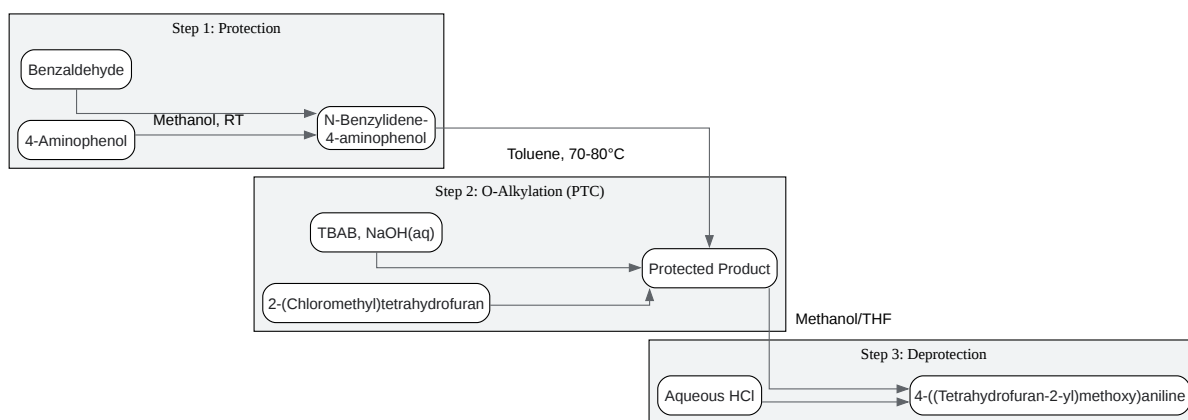 Step 1: Protection
Benzaldehyde
4-Aminophenol
Methanol, RT
N-Benzylidene-
4-aminophenol
Toluene, 70-80°C
Step 2: O-Alkylation (PTC)
TBAB, NaOH(aq)
2-(Chloromethyl)tetrahydrofuran
Protected Product
Methanol/THF
Step 3: Deprotection
Aqueous HCl
4-((Tetrahydrofuran-2-yl)methoxy)aniline